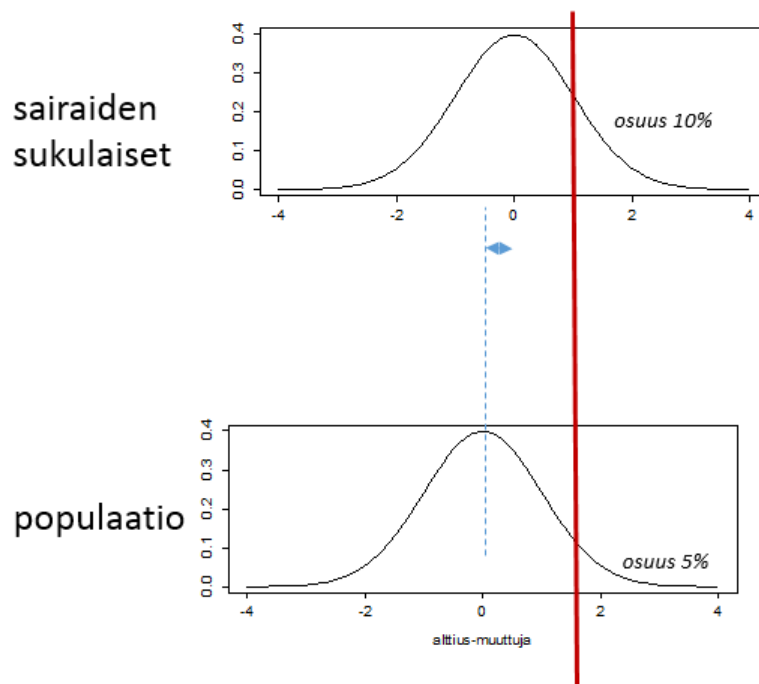 sairaiden
sukulaiset
0.4
0.3
0.2
0.1
0.0
osuus 10%
-4 -2 0 2 4
populaatio
0.4
0.3
0.2
0.1
0.0
osuus 5%
-4 -2 0 2 4
alttius-muuttuja